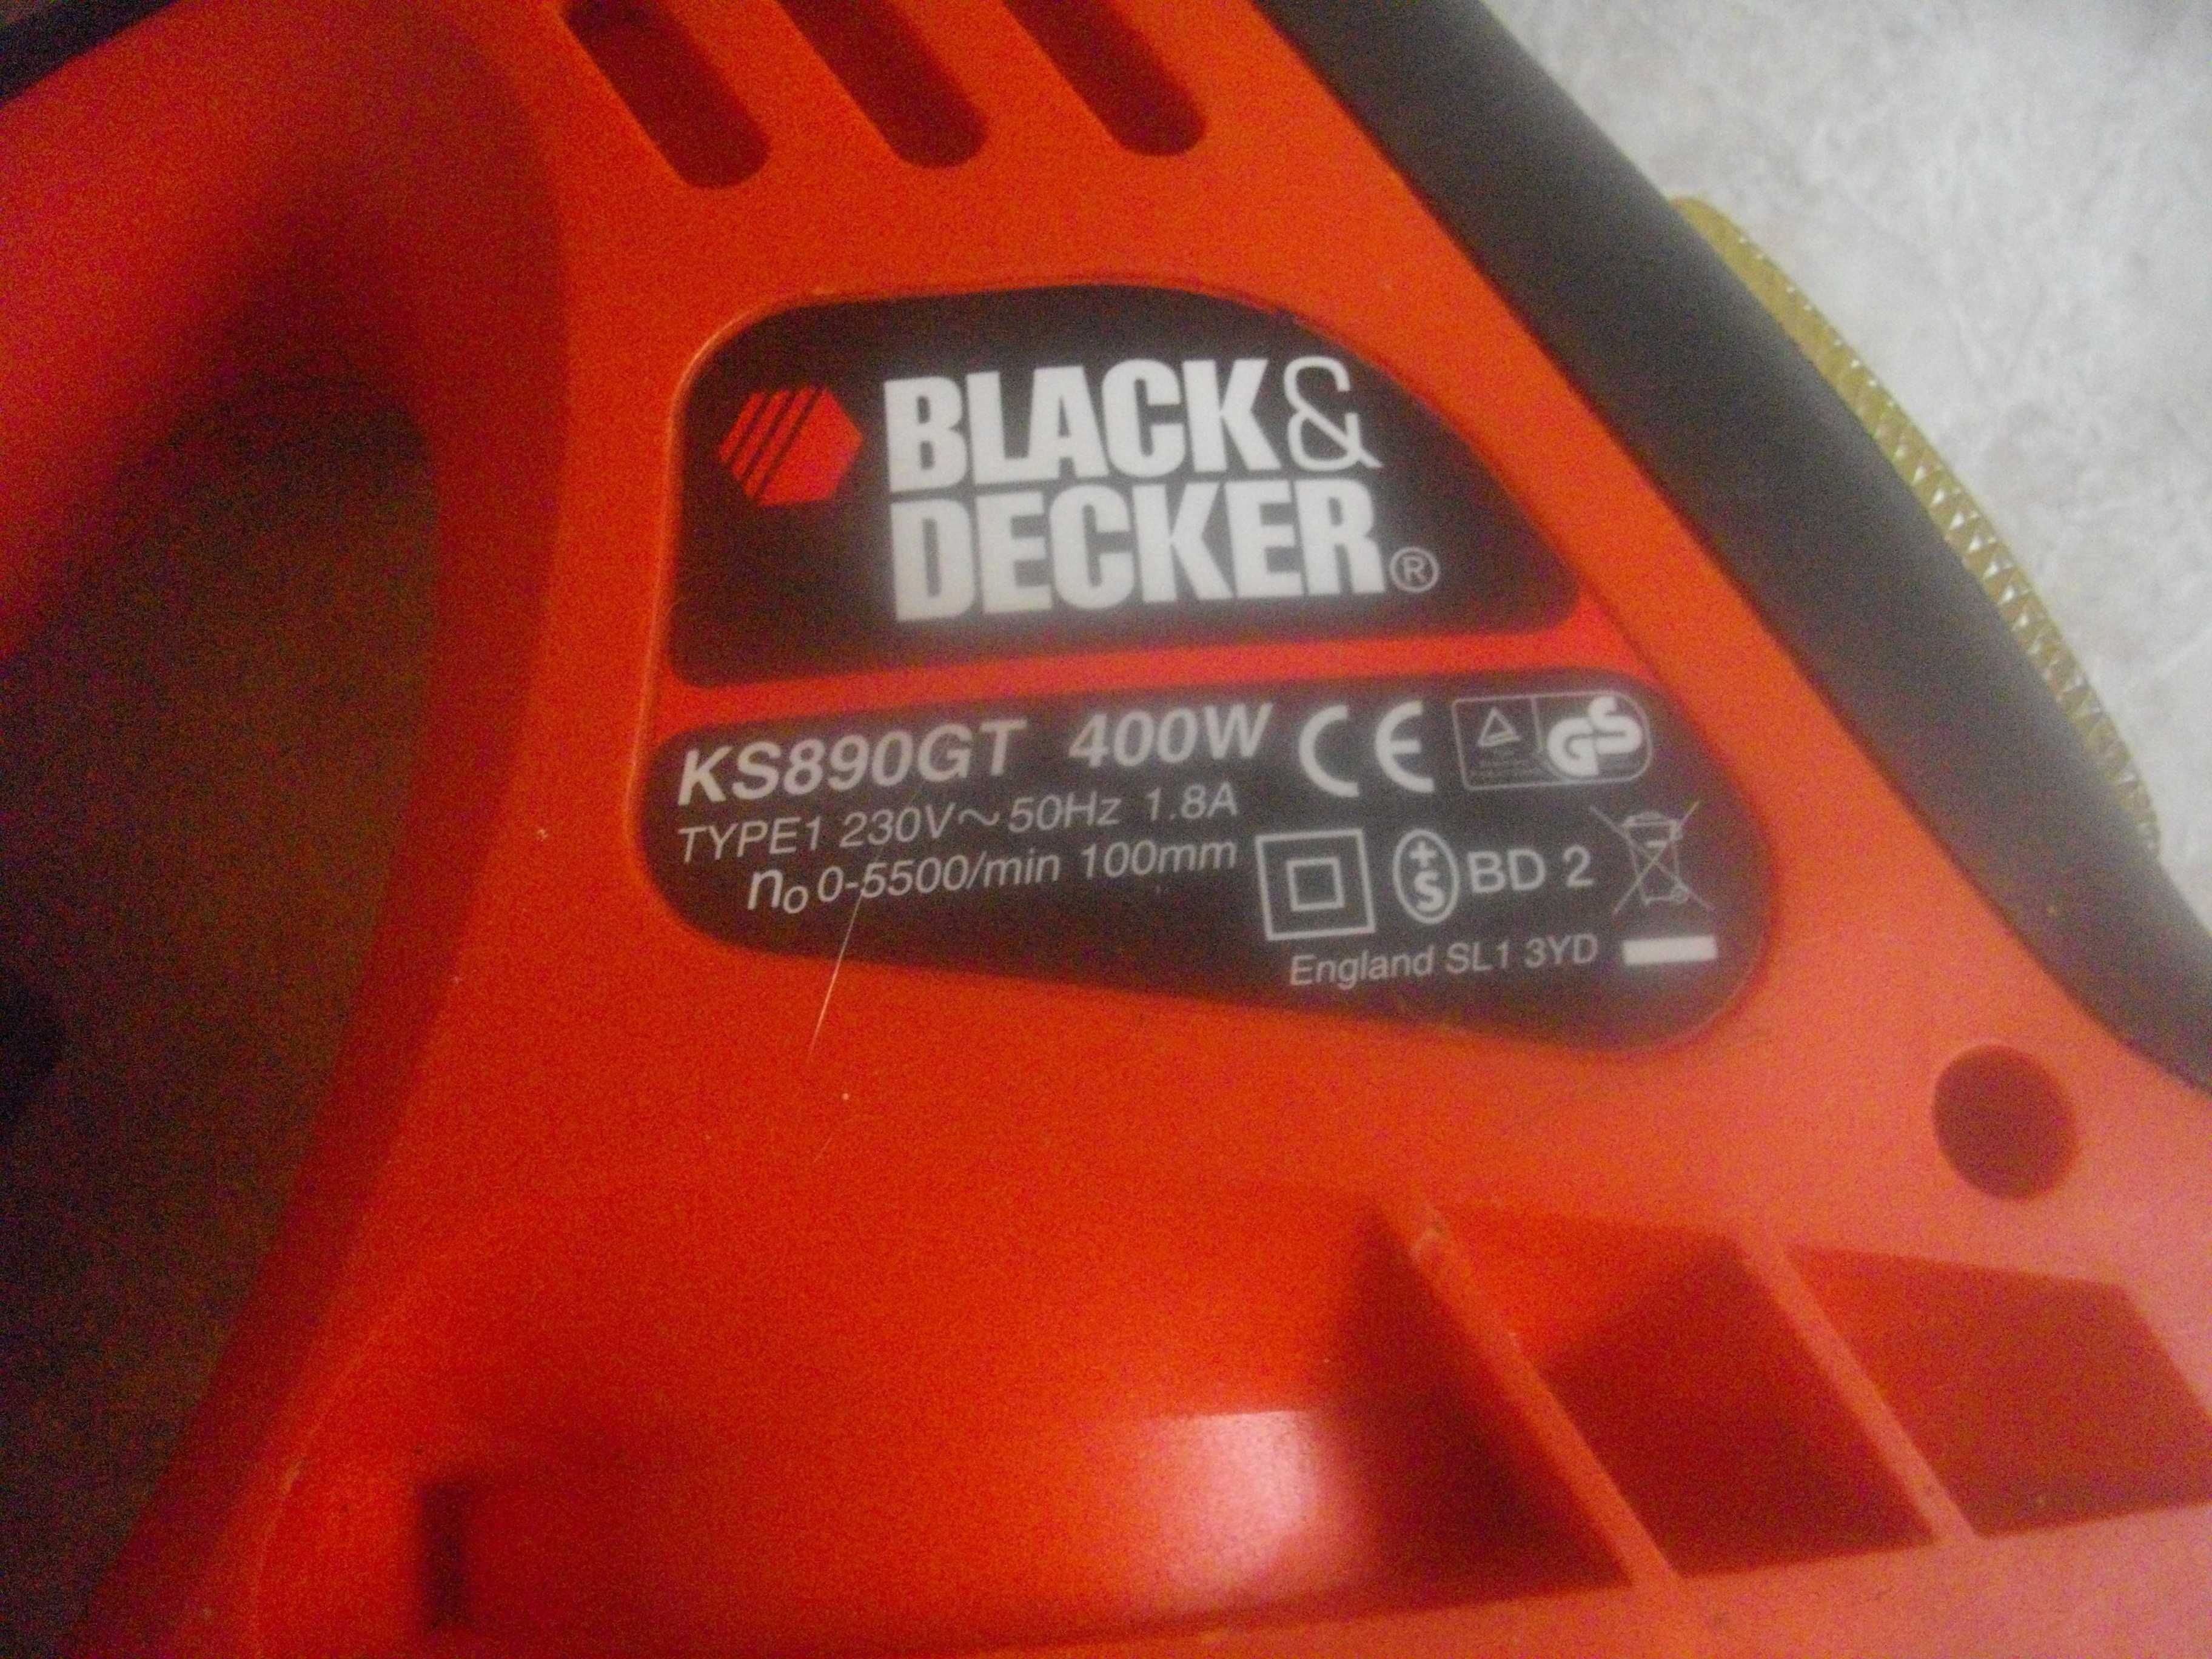 BLACK&
DECKER®
KS890GT 400W CE GS
TYPE1 230V~50Hz 1.8A
n₀ 0-5500/min 100mm
S BD 2
England SL1 3YD